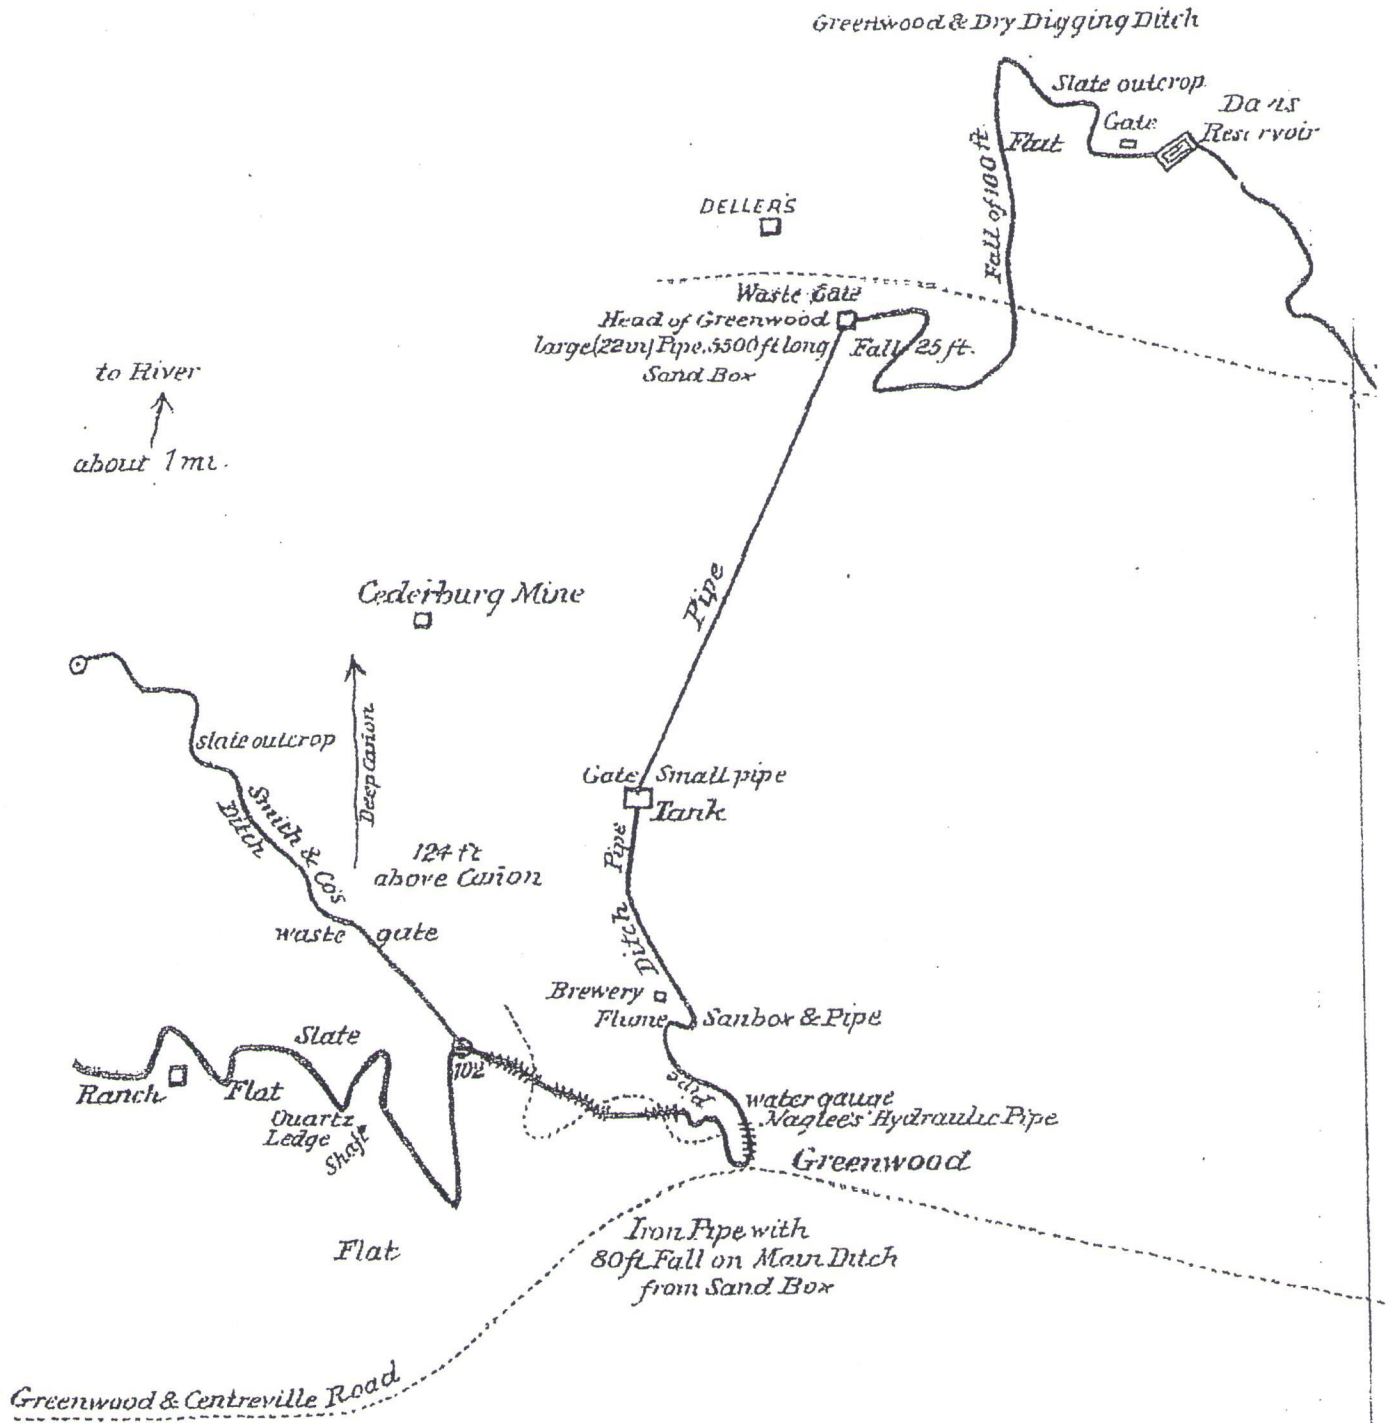 Greenwood & Dry Digging Ditch
Slate outcrop
Gate
Reservoir
Flat
Fall of 100 ft.
DELLER'S
Waste Gate
Head of Greenwood
large (22 in) Pipe, 5500 ft long
Sand Box
Fall 25 ft.
to River
about 1 mi.
Pipe
Cederburg Mine
slate outcrop
Deep Cañon
Smith & Co's
Ditch
124 ft
above Cañon
waste gate
Gate Small pipe
Tank
Pipe
Ditch
Brewery
Flume
Sanbox & Pipe
Slate
102
Ranch
Flat
Quartz
Ledge
Shaft
Pipe
water gauge
Naglee's Hydraulic Pipe
Greenwood
Iron Pipe with
80 ft. Fall on Main Ditch
from Sand Box
Flat
Greenwood & Centreville Road